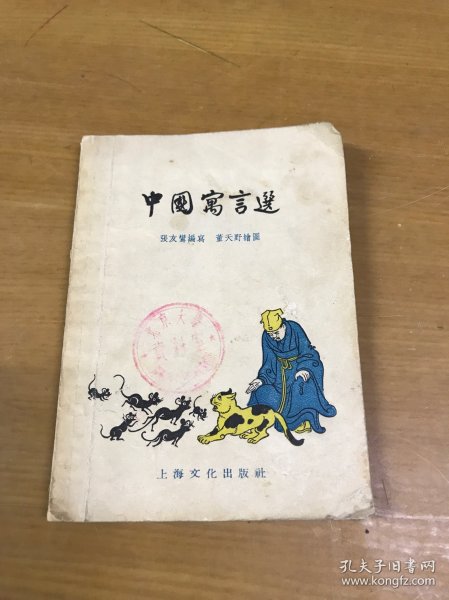 中國寓言選
張友鸞編寫 董天野繪圖
上海文化出版社
孔夫子旧书网
www.kongfz.com